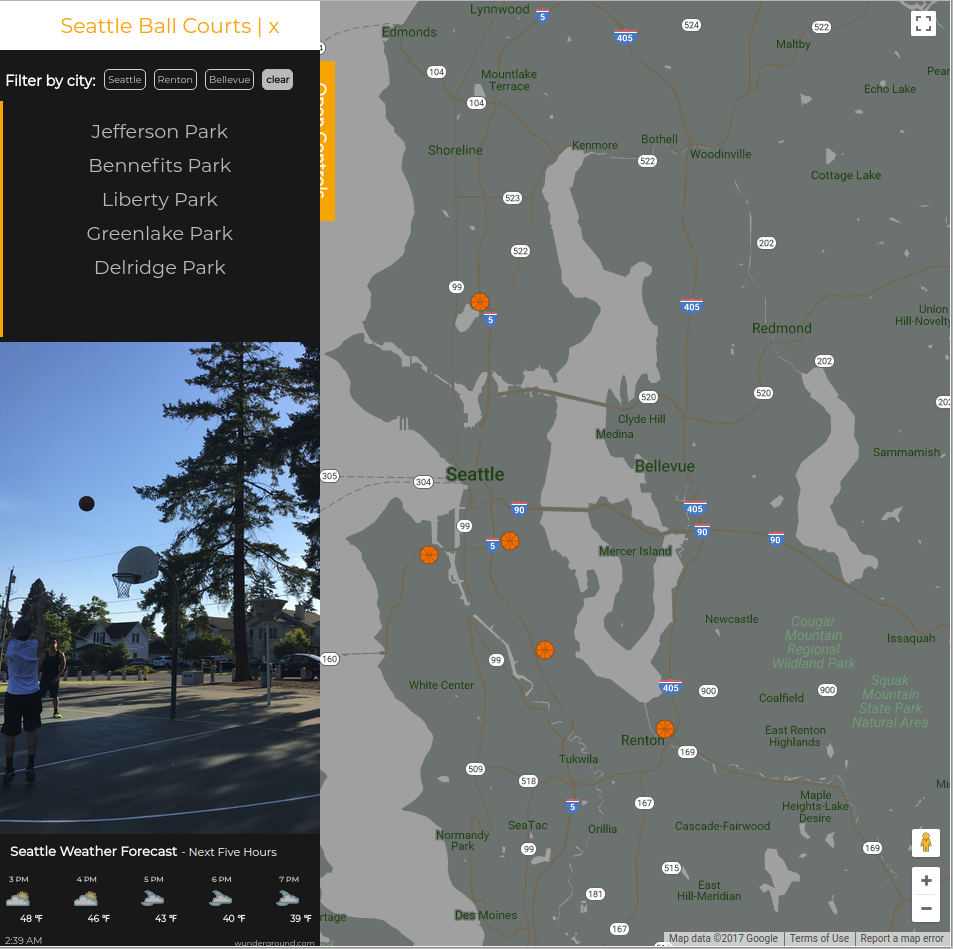 Seattle Ball Courts | x
Filter by city: Seattle Renton Bellevue clear
Jefferson Park
Bennefits Park
Liberty Park
Greenlake Park
Delridge Park
Seattle Weather Forecast - Next Five Hours
3 PM 4 PM 5 PM 6 PM 7 PM
48 °F 46 °F 43 °F 40 °F 39 °F
2:39 AM wunderground.com
Open Controls
Lynnwood
5
524
522
Edmonds
405
Maltby
104
Mountlake
Terrace
Echo Lake
104
Shoreline
Kenmore
Bothell
522
Woodinville
Cottage Lake
523
522
202
99
5
405
Union
Hill-Novelty
Redmond
202
520
520
Clyde Hill
Medina
Sammamish
305
304
Seattle
Bellevue
90
405
99
5
90
90
Mercer Island
Newcastle
Cougar
Mountain
Regional
Wildland Park
Issaquah
160
99
White Center
405
900
900
Coalfield
Squak
Mountain
State Park
Natural Area
Renton
169
East Renton
Highlands
Tukwila
509
518
5
167
Maple
Heights-Lake
Desire
SeaTac
Orillia
Cascade-Fairwood
Normandy
Park
99
169
515
East
Hill-Meridian
181
Des Moines
167
Map data ©2017 Google Terms of Use Report a map error